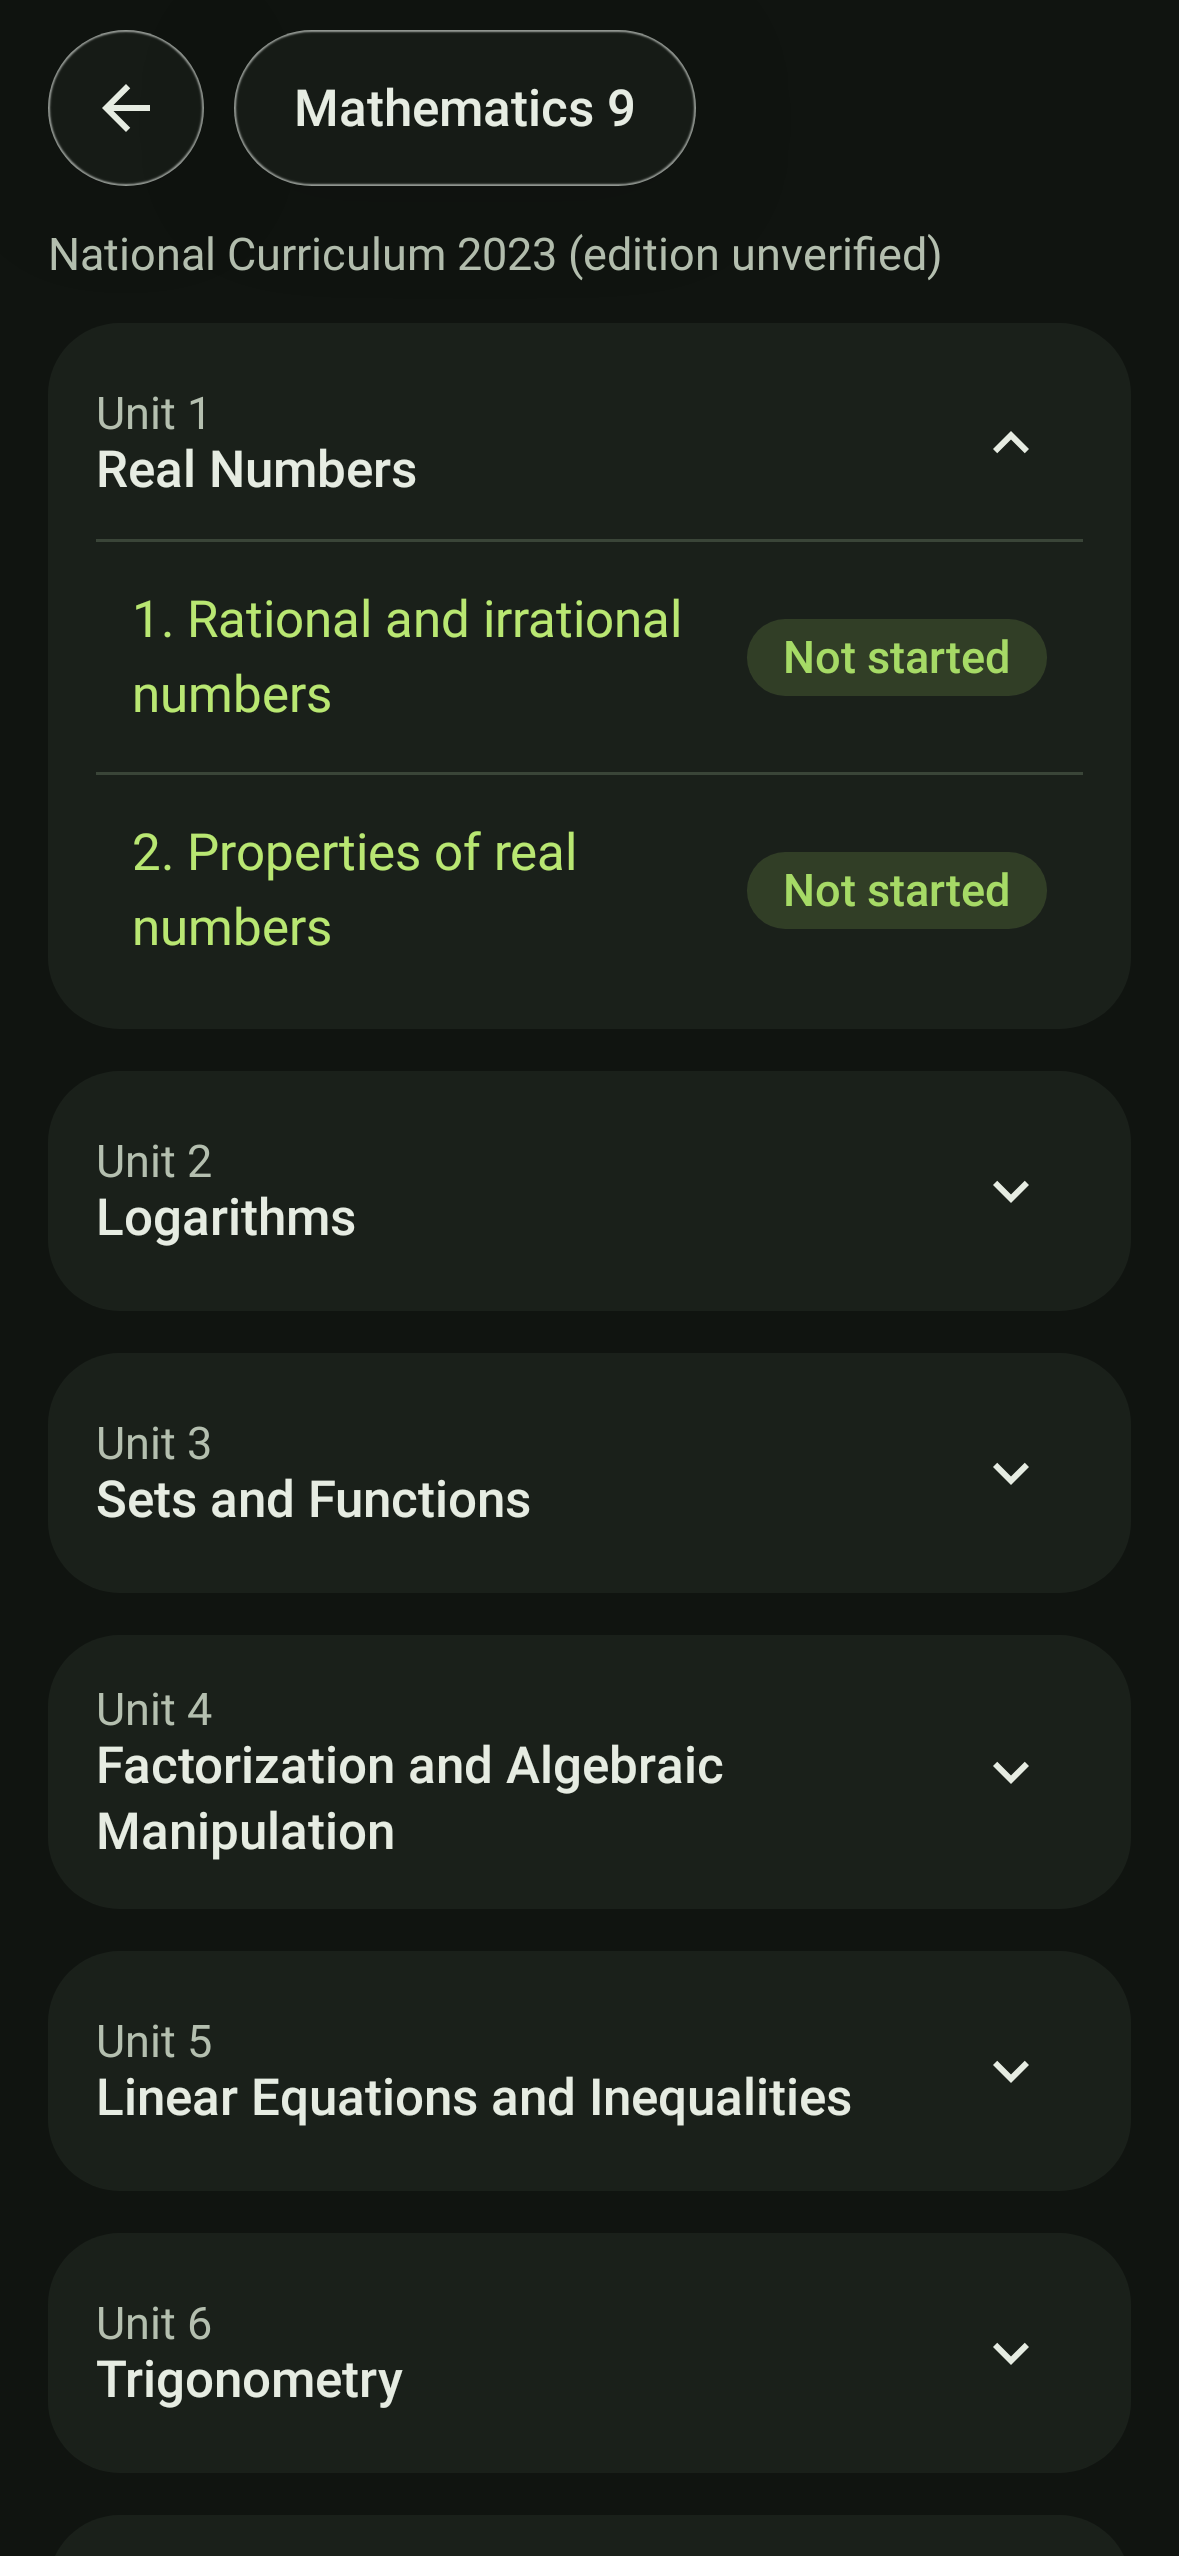 Mathematics 9
National Curriculum 2023 (edition unverified)
Unit 1
Real Numbers
1. Rational and irrational
numbers
Not started
2. Properties of real
numbers
Not started
Unit 2
Logarithms
Unit 3
Sets and Functions
Unit 4
Factorization and Algebraic
Manipulation
Unit 5
Linear Equations and Inequalities
Unit 6
Trigonometry